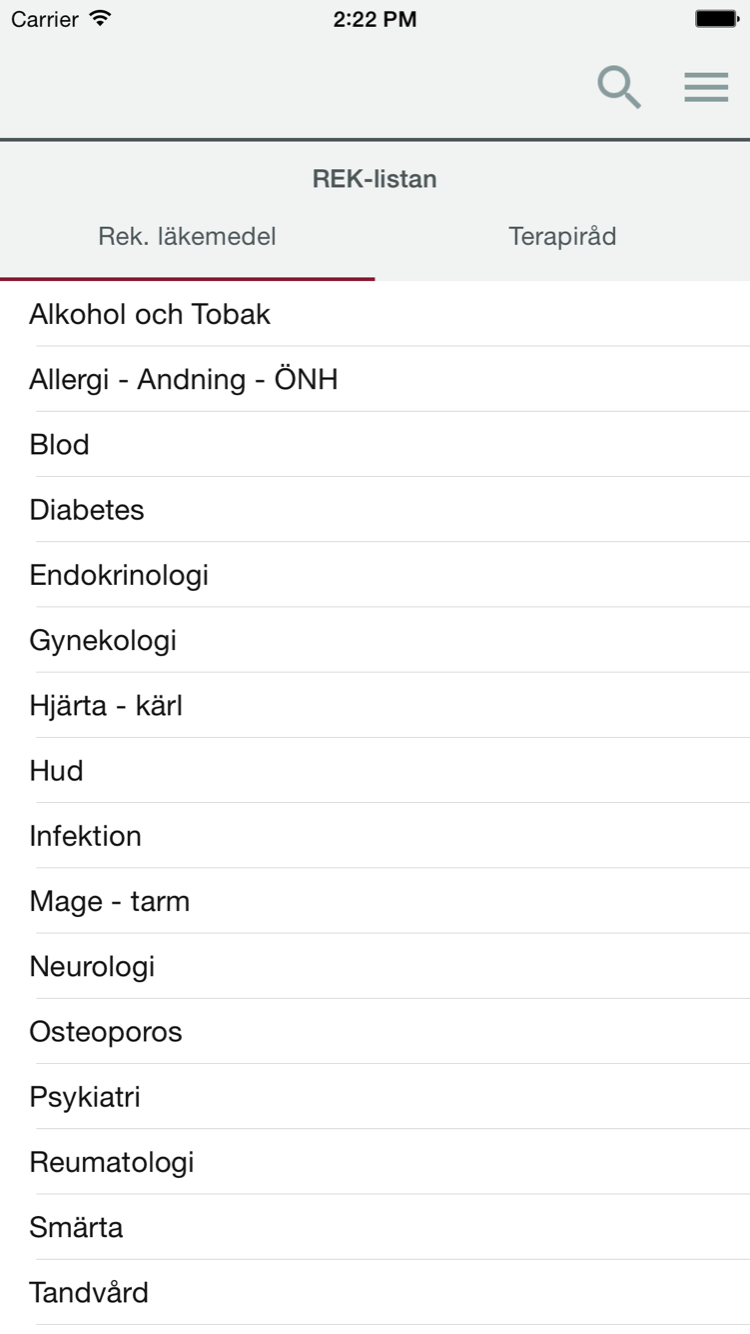 Carrier 2:22 PM
REK-listan
Rek. läkemedel Terapiråd
Alkohol och Tobak
Allergi - Andning - ÖNH
Blod
Diabetes
Endokrinologi
Gynekologi
Hjärta - kärl
Hud
Infektion
Mage - tarm
Neurologi
Osteoporos
Psykiatri
Reumatologi
Smärta
Tandvård